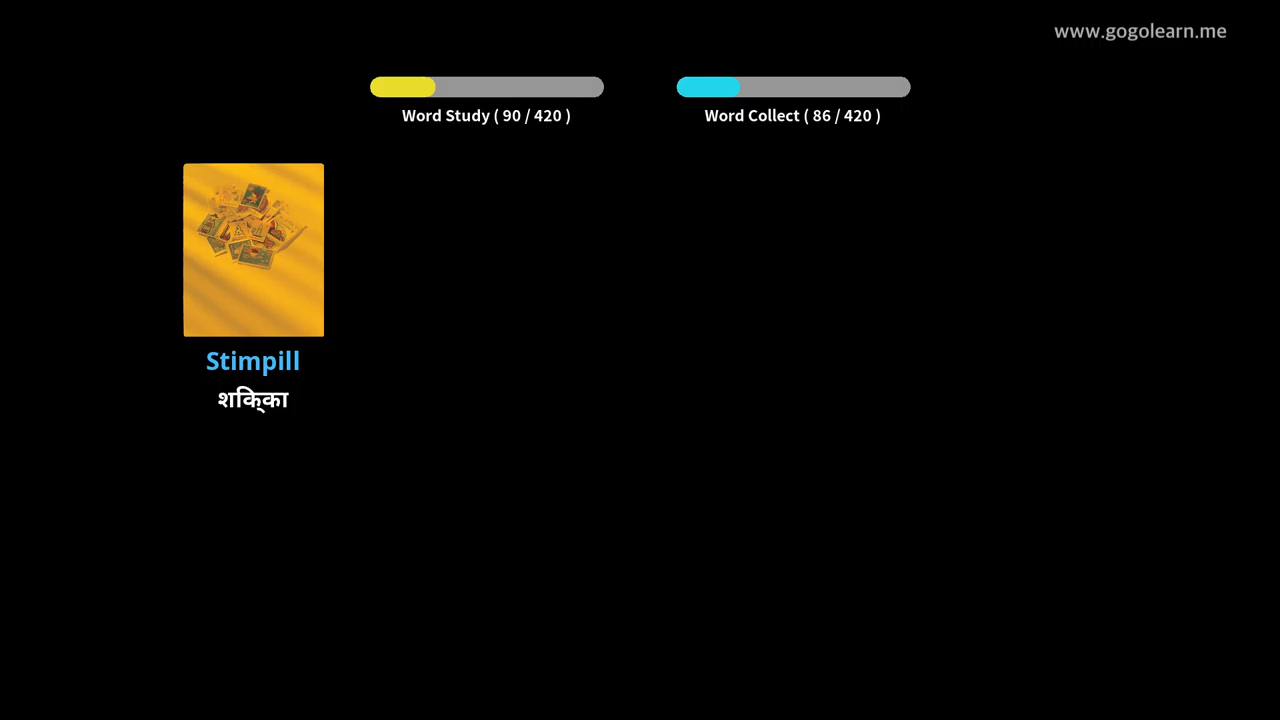 www.gogolearn.me
Word Study ( 90 / 420 )
Word Collect ( 86 / 420 )
Stimpill
शकि्का